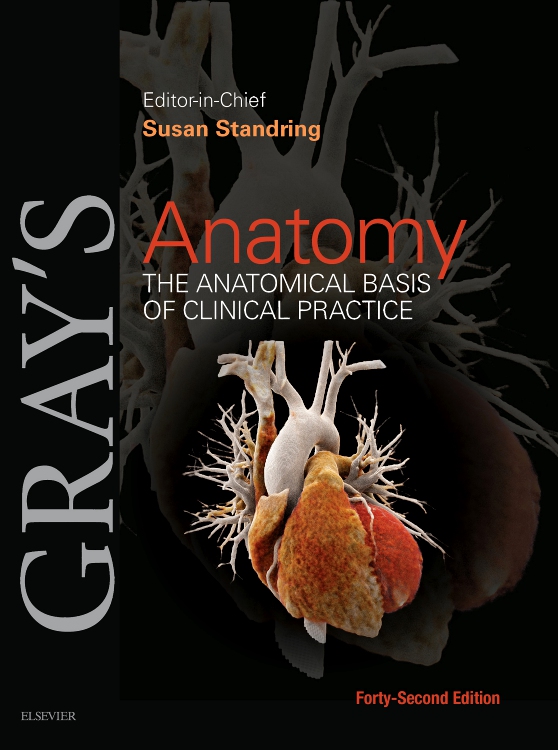 Editor-in-Chief
Susan Standring
GRAY'S
Anatomy
THE ANATOMICAL BASIS
OF CLINICAL PRACTICE
Forty-Second Edition
ELSEVIER